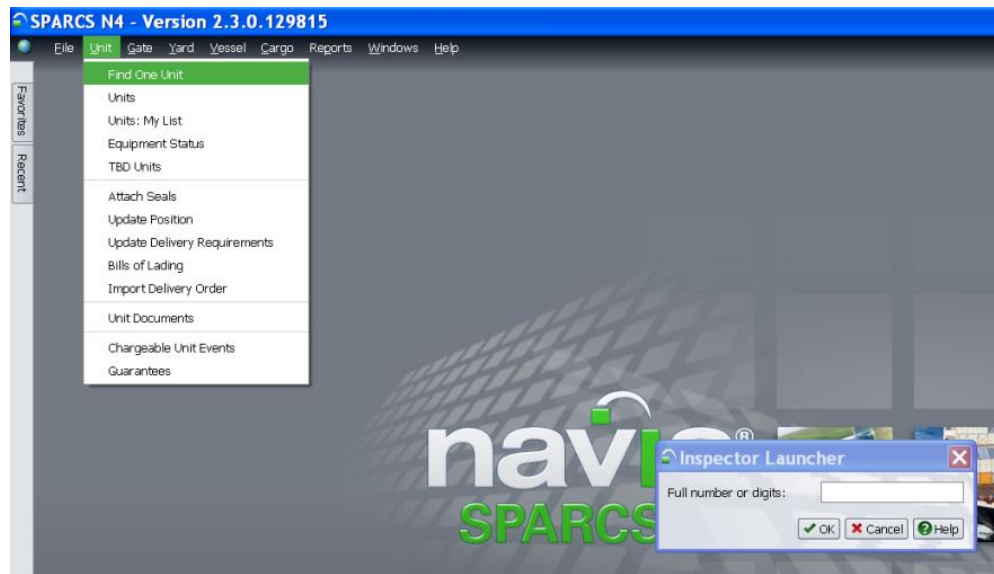 SPARCS N4 - Version 2.3.0.129815
File Unit Gate Yard Vessel Cargo Reports Windows Help
Favorites
Recent
Find One Unit
Units
Units: My List
Equipment Status
TBD Units
Attach Seals
Update Position
Update Delivery Requirements
Bills of Lading
Import Delivery Order
Unit Documents
Chargeable Unit Events
Guarantees
®
SPARCS
Inspector Launcher
Full number or digits:
OK Cancel Help